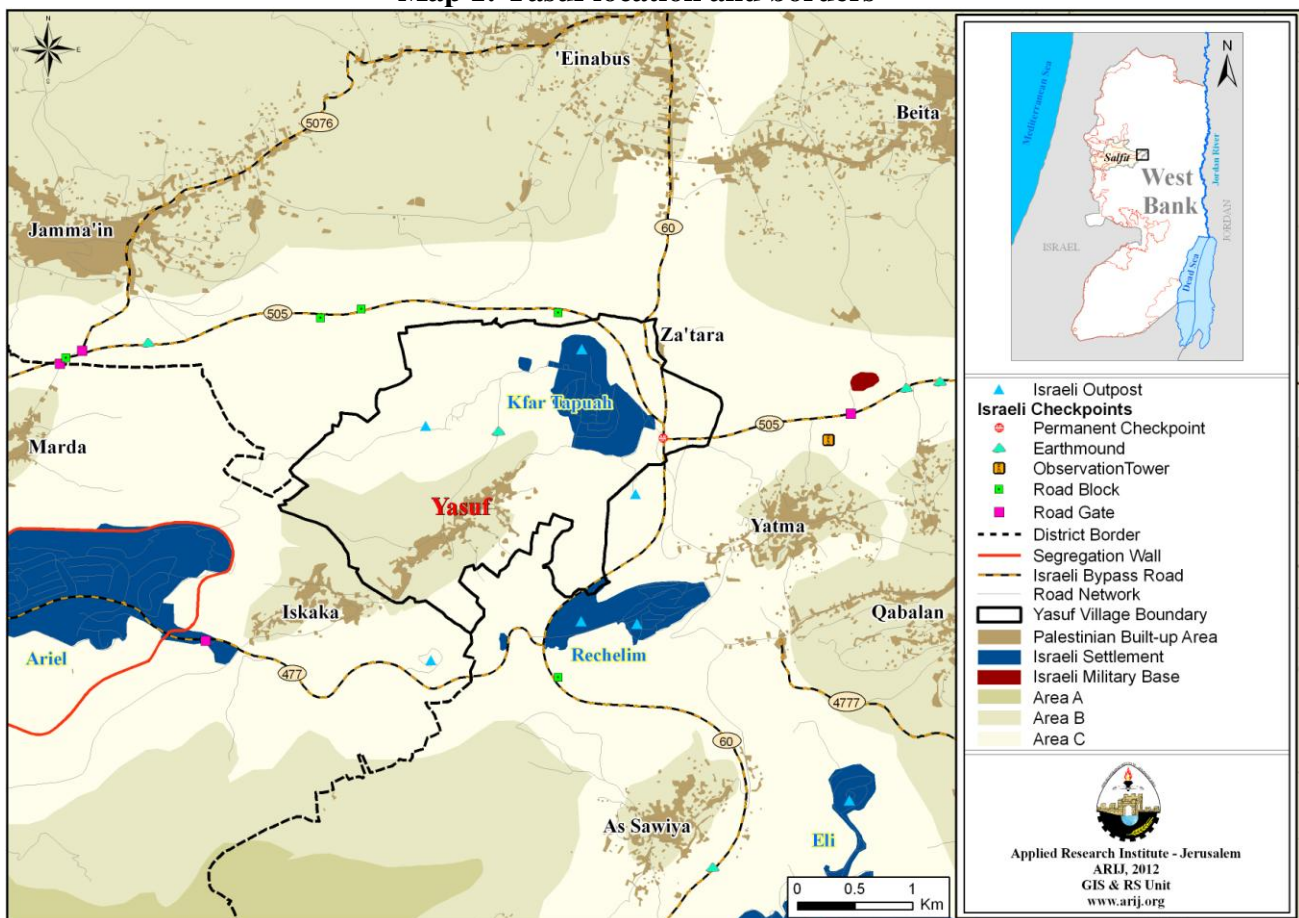 Map 1: Yasuf location and borders
N
W
E
S
'Einabus
Beita
5076
Jamma'in
60
505
Za'tara
Kfar Tapuah
505
Marda
Yasuf
Yatma
Iskaka
Qabalan
Ariel
Rechelim
477
4777
60
As Sawiya
Eli
0 0.5 1
Km
N
Mediterranean Sea
Salfit
West
Bank
Jordan River
ISRAEL
JORDAN
Dead Sea
Israeli Outpost
Israeli Checkpoints
Permanent Checkpoint
Earthmound
ObservationTower
Road Block
Road Gate
District Border
Segregation Wall
Israeli Bypass Road
Road Network
Yasuf Village Boundary
Palestinian Built-up Area
Israeli Settlement
Israeli Military Base
Area A
Area B
Area C
Applied Research Institute - Jerusalem
ARIJ, 2012
GIS & RS Unit
www.arij.org